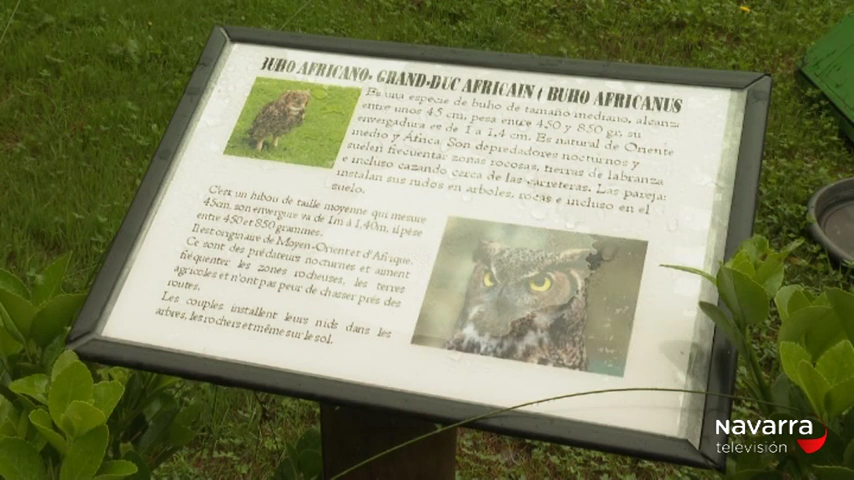 BUHO AFRICANO- GRAND-DUC AFRICAIN ( BUHO AFRICANUS
Es una especie de buho de tamaño mediano, alcanza
entre unos 45 cm, pesa entre 450 y 850 gr, su
envergadura es de 1 a 1,4 cm. Es natural de Oriente
medio y África. Son depredadores nocturnos y
suelen frecuentar zonas rocosas, tierras de labranza
e incluso cazando cerca de las carreteras. Las parejas
instalan sus nidos en arboles, rocas e incluso en el
suelo.
C'est un hibou de taille moyenne qui mesure
45cm, son envergure va de 1m à 1,40m, il pèse
entre 450 et 850 grammes.
Il est originaire de Moyen-Orient et d'Afrique.
Ce sont des prédateurs nocturnes et aiment
fréquenter les zones rocheuses, les terres
agricoles et n'ont pas peur de chasser prés des
routes.
Les couples installent leurs nids dans les
arbres, les rochers et même sur le sol.
Navarra
televisión